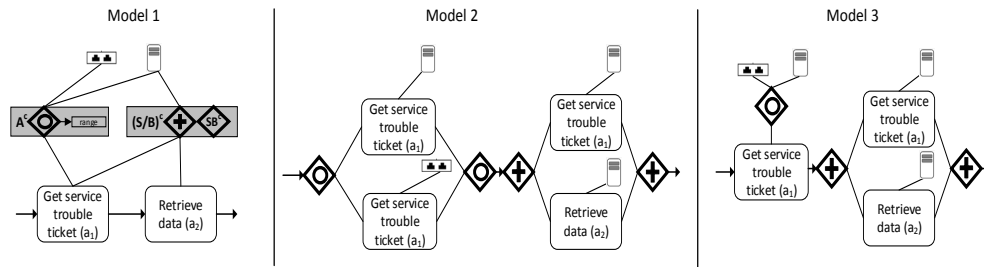 Model 1
A^c
range
(S/B)^c
SB^c
Get service
trouble
ticket (a₁)
Retrieve
data (a₂)
Model 2
Get service
trouble
ticket (a₁)
Get service
trouble
ticket (a₁)
Get service
trouble
ticket (a₁)
Retrieve
data (a₂)
Model 3
Get service
trouble
ticket (a₁)
Get service
trouble
ticket (a₁)
Retrieve
data (a₂)